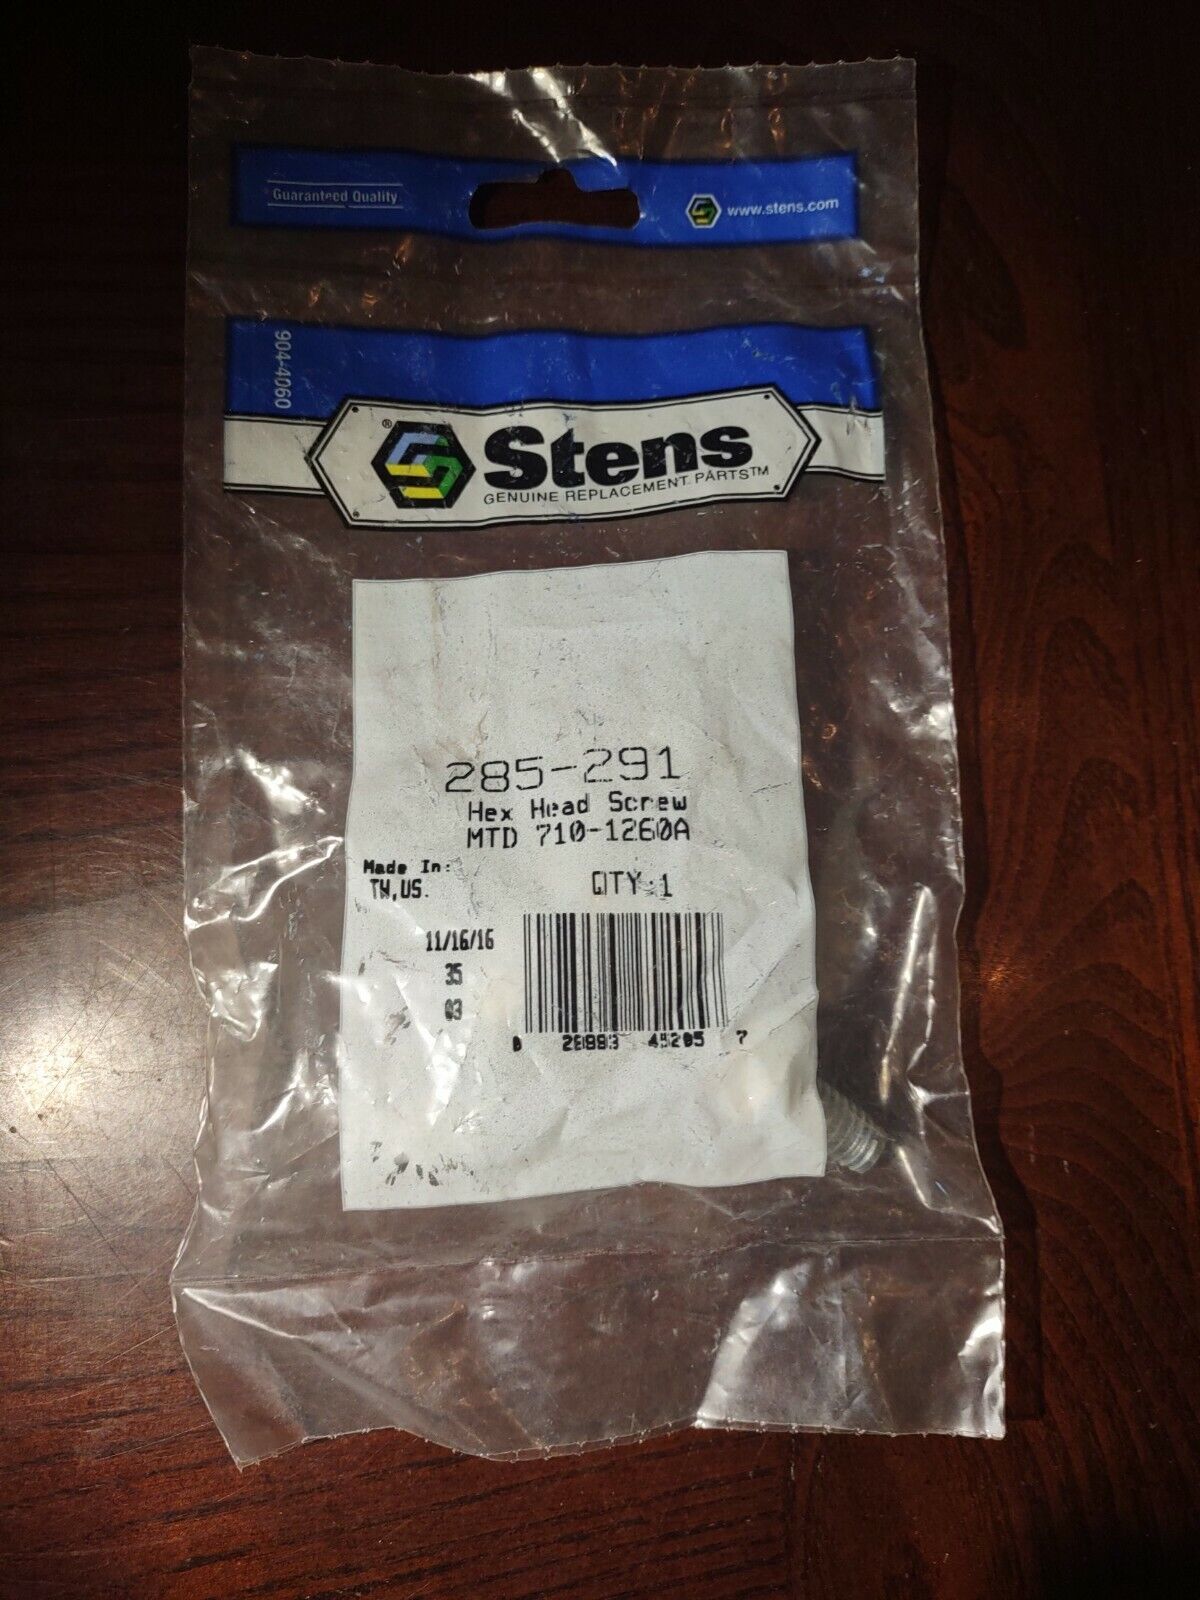 Guaranteed Quality
www.stens.com
904-4060
® Stens
GENUINE REPLACEMENT PARTS™
285-291
Hex Head Screw
MTD 710-1260A
Made In:
TW,US.
QTY:1
11/16/16
35
03
0 28893 45205 7